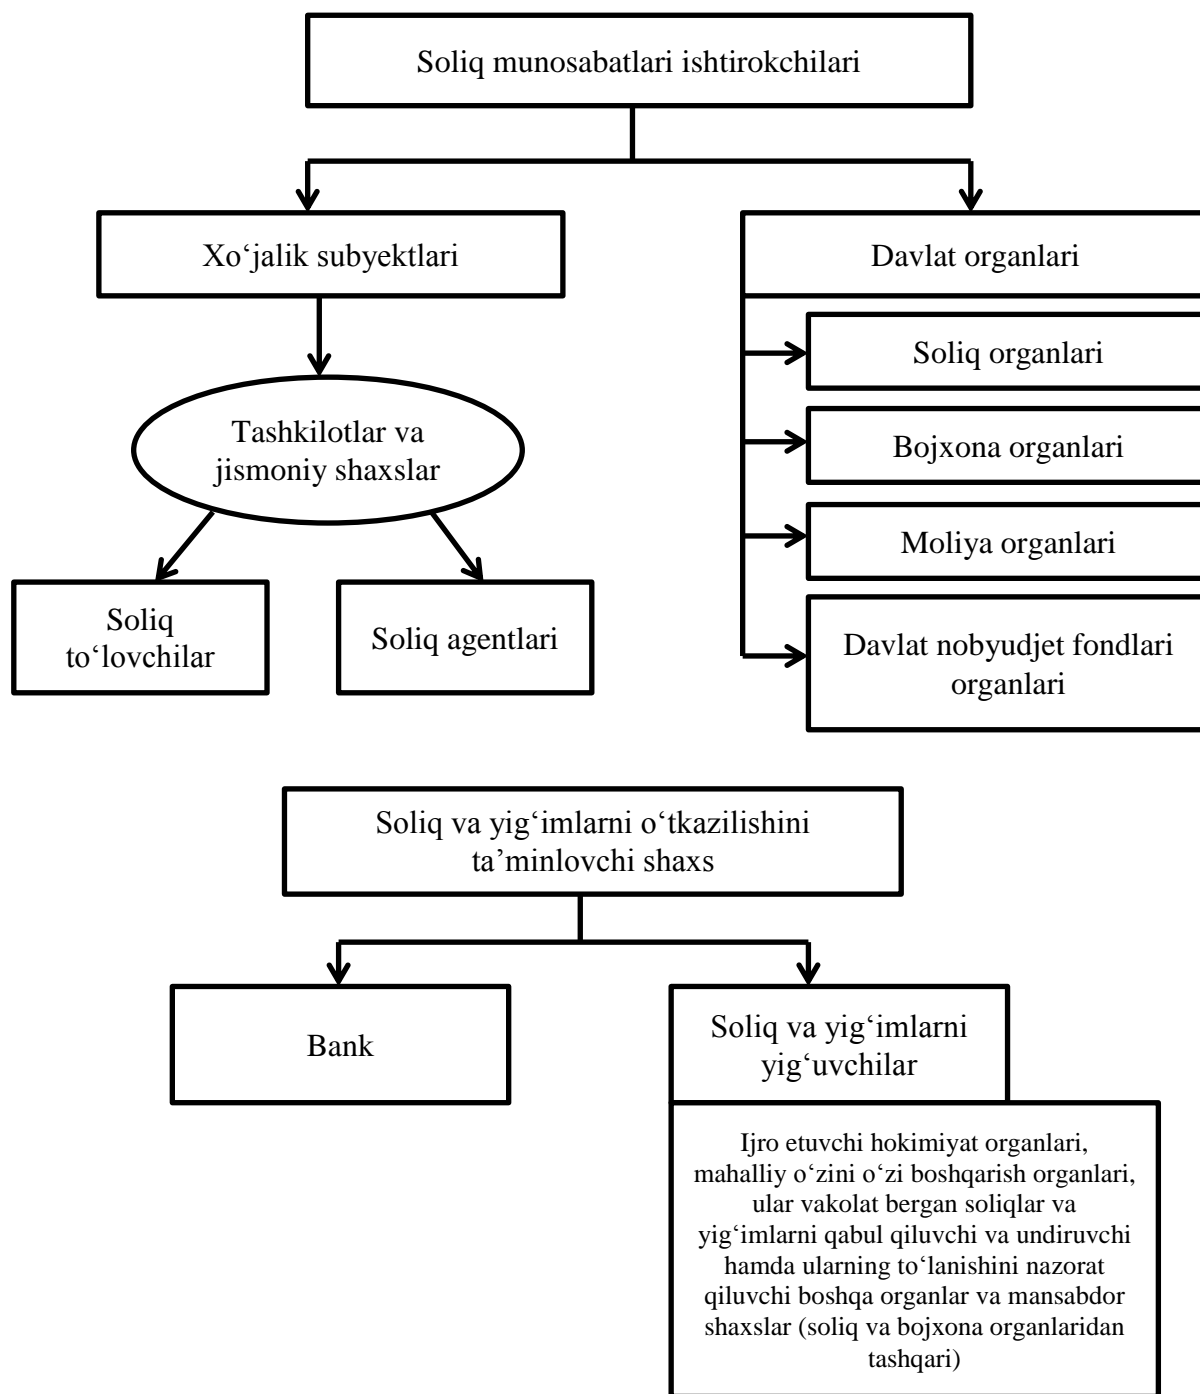 Soliq munosabatlari ishtirokchilari
Xo‘jalik subyektlari
Davlat organlari
Soliq organlari
Bojxona organlari
Moliya organlari
Davlat nobyudjet fondlari
organlari
Tashkilotlar va
jismoniy shaxslar
Soliq
to‘lovchilar
Soliq agentlari
Soliq va yig‘imlarni o‘tkazilishini
ta’minlovchi shaxs
Bank
Soliq va yig‘imlarni
yig‘uvchilar
Ijro etuvchi hokimiyat organlari,
mahalliy o‘zini o‘zi boshqarish organlari,
ular vakolat bergan soliqlar va
yig‘imlarni qabul qiluvchi va undiruvchi
hamda ularning to‘lanishini nazorat
qiluvchi boshqa organlar va mansabdor
shaxslar (soliq va bojxona organlaridan
tashqari)